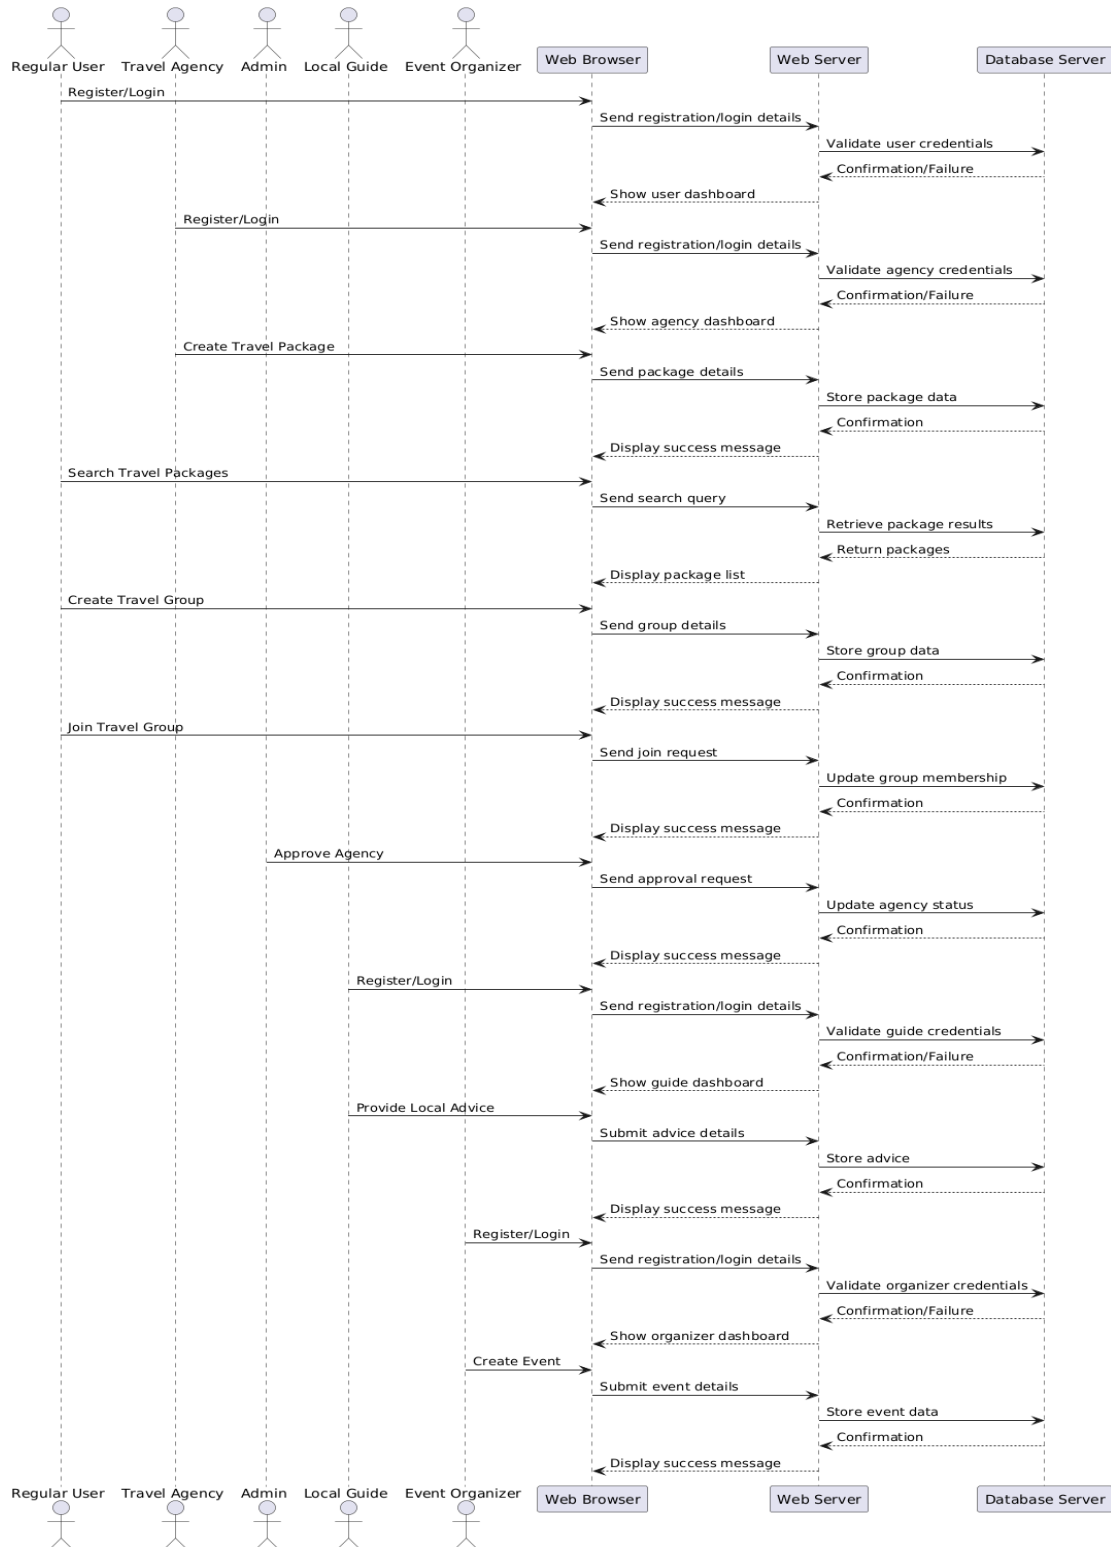 Regular User
Travel Agency
Admin
Local Guide
Event Organizer
Web Browser
Web Server
Database Server
Register/Login
Send registration/login details
Validate user credentials
Confirmation/Failure
Show user dashboard
Register/Login
Send registration/login details
Validate agency credentials
Confirmation/Failure
Show agency dashboard
Create Travel Package
Send package details
Store package data
Confirmation
Display success message
Search Travel Packages
Send search query
Retrieve package results
Return packages
Display package list
Create Travel Group
Send group details
Store group data
Confirmation
Display success message
Join Travel Group
Send join request
Update group membership
Confirmation
Display success message
Approve Agency
Send approval request
Update agency status
Confirmation
Display success message
Register/Login
Send registration/login details
Validate guide credentials
Confirmation/Failure
Show guide dashboard
Provide Local Advice
Submit advice details
Store advice
Confirmation
Display success message
Register/Login
Send registration/login details
Validate organizer credentials
Confirmation/Failure
Show organizer dashboard
Create Event
Submit event details
Store event data
Confirmation
Display success message
Regular User
Travel Agency
Admin
Local Guide
Event Organizer
Web Browser
Web Server
Database Server